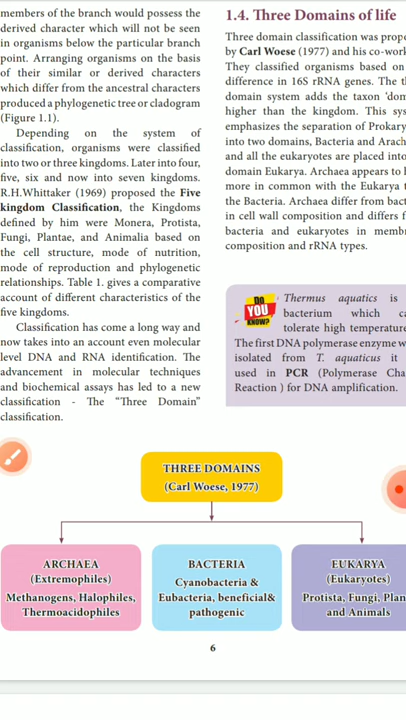 members of the branch would possess the
derived character which will not be seen
in organisms below the particular branch
point. Arranging organisms on the basis
of their similar or derived characters
which differ from the ancestral characters
produced a phylogenetic tree or cladogram
(Figure 1.1).
Depending on the system of
classification, organisms were classified
into two or three kingdoms. Later into four,
five, six and now into seven kingdoms.
R.H.Whittaker (1969) proposed the Five
kingdom Classification, the Kingdoms
defined by him were Monera, Protista,
Fungi, Plantae, and Animalia based on
the cell structure, mode of nutrition,
mode of reproduction and phylogenetic
relationships. Table 1. gives a comparative
account of different characteristics of the
five kingdoms.
Classification has come a long way and
now takes into account even molecular
level DNA and RNA identification. The
advancement in molecular techniques
and biochemical assays has led to a new
classification - The "Three Domain"
classification.
1.4. Three Domains of life
Three domain classification was prope
by Carl Woese (1977) and his co-work
They classified organisms based on
difference in 16S rRNA genes. The t
domain system adds the taxon 'dom
higher than the kingdom. This sys
emphasizes the separation of Prokary
into two domains, Bacteria and Arach
and all the eukaryotes are placed into
domain Eukarya. Archaea appears to h
more in common with the Eukarya t
the Bacteria. Archaea differ from bact
in cell wall composition and differs f
bacteria and eukaryotes in membr
composition and rRNA types.
Do
YOU
KNOW?
Thermus aquatics is
bacterium which ca
tolerate high temperature
The first DNA polymerase enzyme w
isolated from T. aquaticus it
used in PCR (Polymerase Cha
Reaction ) for DNA amplification.
THREE DOMAINS
(Carl Woese, 1977)
ARCHAEA
(Extremophiles)
Methanogens, Halophiles,
Thermoacidophiles
BACTERIA
Cyanobacteria &
Eubacteria, beneficial&
pathogenic
EUKARYA
(Eukaryotes)
Protista, Fungi, Plan
and Animals
6